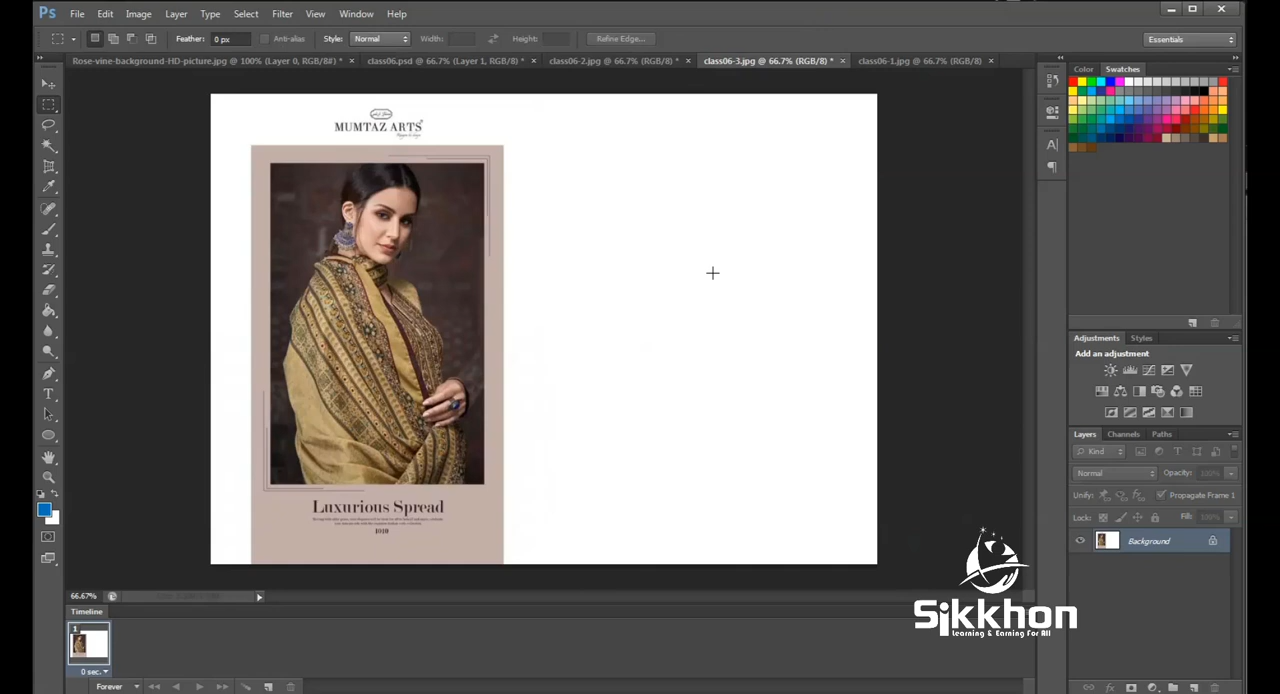 Ps File Edit Image Layer Type Select Filter View Window Help
Feather: 0 px Anti-alias Style: Normal Width: Height: Refine Edge... Essentials
Rose-vine-background-HD-picture.jpg @ 100% (Layer 0, RGB/8#) * × class06.psd @ 66.7% (Layer 1, RGB/8) * × class06-2.jpg @ 66.7% (RGB/8) * × class06-3.jpg @ 66.7% (RGB/8) * × class06-1.jpg @ 66.7% (RGB/8) ×
Color Swatches
MUMTAZ ARTS
Luxurious Spread
1010
Adjustments Styles
Add an adjustment
Layers Channels Paths
Kind
Normal Opacity: 100%
Unify: Propagate Frame 1
Lock: Fill: 100%
Background
66.67%
Timeline
1
0 sec.
Forever
Sikkhon
Learning & Earning For All